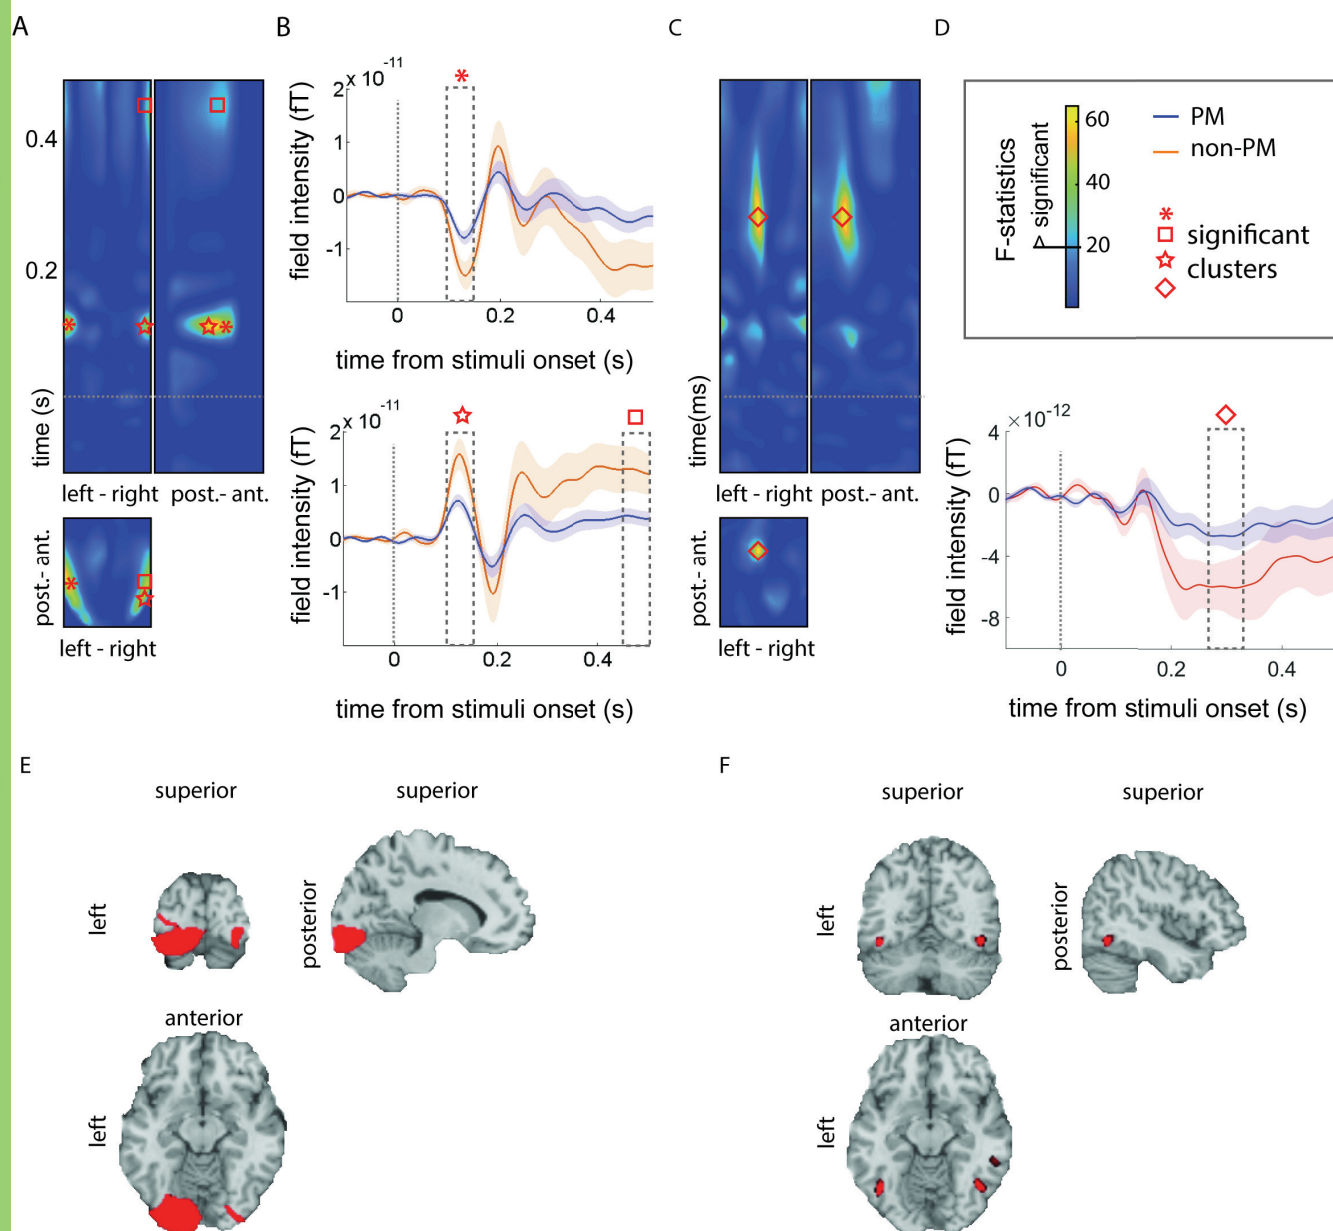 A
0.4
0.2
time (s)
left - right
post.- ant.
post.- ant.
left - right
B
x 10⁻¹¹
2
1
0
-1
field intensity (fT)
*
0
0.2
0.4
time from stimuli onset (s)
x 10⁻¹¹
2
1
0
-1
field intensity (fT)
0
0.2
0.4
time from stimuli onset (s)
C
time(ms)
left - right
post.- ant.
post.- ant.
left - right
D
F-statistics
P significant
60
40
20
PM
non-PM
*
significant
clusters
×10⁻¹²
4
0
-4
-8
field intensity (fT)
0
0.2
0.4
time from stimuli onset (s)
E
superior
superior
left
posterior
anterior
left
F
superior
superior
left
posterior
anterior
left